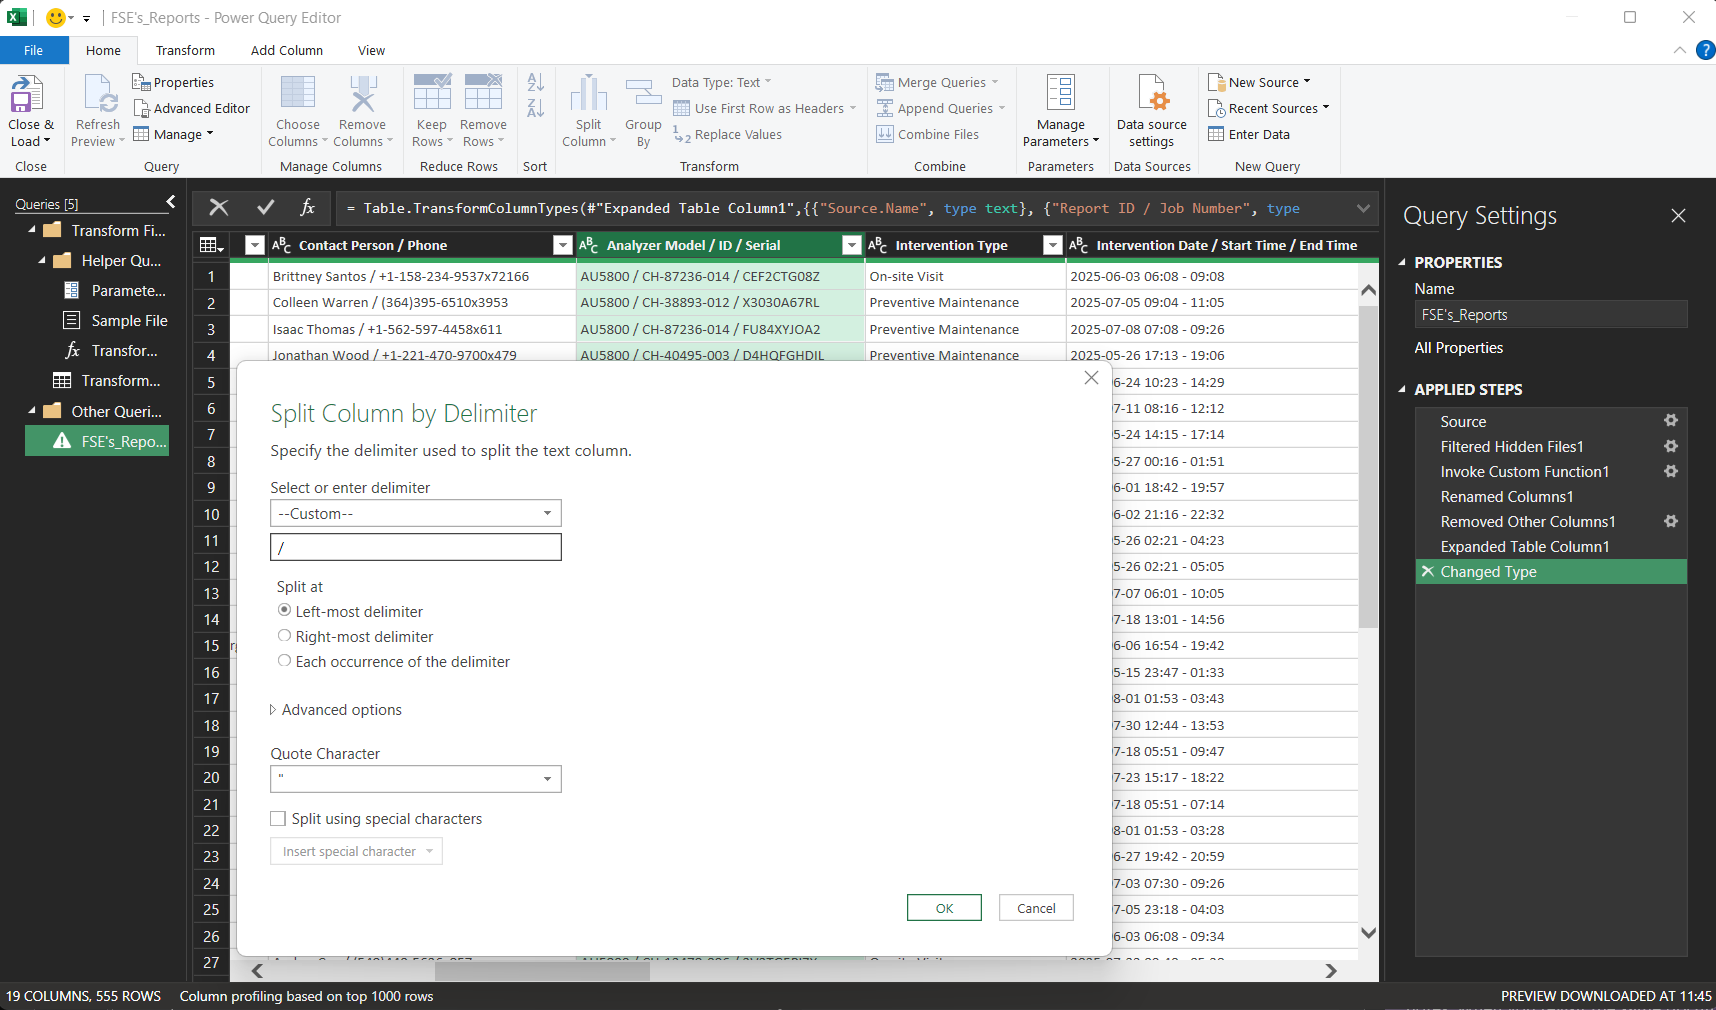 FSE's_Reports - Power Query Editor
File Home Transform Add Column View
Close & Load
Close
Refresh Preview
Properties
Advanced Editor
Manage
Query
Choose Columns
Remove Columns
Manage Columns
Keep Rows
Remove Rows
Reduce Rows
Sort
Split Column
Group By
Data Type: Text
Use First Row as Headers
Replace Values
Transform
Merge Queries
Append Queries
Combine Files
Combine
Manage Parameters
Parameters
Data source settings
Data Sources
New Source
Recent Sources
Enter Data
New Query
Queries [5]
Transform Fi...
Helper Qu...
Paramete...
Sample File
Transfor...
Transform...
Other Queri...
FSE's_Repo...
= Table.TransformColumnTypes(#"Expanded Table Column1",{{"Source.Name", type text}, {"Report ID / Job Number", type
Contact Person / Phone Analyzer Model / ID / Serial Intervention Type Intervention Date / Start Time / End Time
1 Brittney Santos / +1-158-234-9537x72166 AU5800 / CH-87236-014 / CEF2CTG08Z On-site Visit 2025-06-03 06:08 - 09:08
2 Colleen Warren / (364)395-6510x3953 AU5800 / CH-38893-012 / X3030A67RL Preventive Maintenance 2025-07-05 09:04 - 11:05
3 Isaac Thomas / +1-562-597-4458x611 AU5800 / CH-87236-014 / FU84XYJOA2 Preventive Maintenance 2025-07-08 07:08 - 09:26
4 Jonathan Wood / +1-221-470-9700x479 AU5800 / CH-40495-003 / D4HQFGHDIL Preventive Maintenance 2025-05-26 17:13 - 19:06
5 6-24 10:23 - 14:29
6 7-11 08:16 - 12:12
7 5-24 14:15 - 17:14
8 5-27 00:16 - 01:51
9 6-01 18:42 - 19:57
10 6-02 21:16 - 22:32
11 5-26 02:21 - 04:23
12 5-26 02:21 - 05:05
13 7-07 06:01 - 10:05
14 7-18 13:01 - 14:56
15 6-06 16:54 - 19:42
16 5-15 23:47 - 01:33
17 8-01 01:53 - 03:43
18 7-30 12:44 - 13:53
19 7-18 05:51 - 09:47
20 7-23 15:17 - 18:22
21 7-18 05:51 - 07:14
22 8-01 01:53 - 03:28
23 6-27 19:42 - 20:59
24 7-03 07:30 - 09:26
25 7-05 23:18 - 04:03
26 6-03 06:08 - 09:34
27
Split Column by Delimiter
Specify the delimiter used to split the text column.
Select or enter delimiter
--Custom--
/
Split at
Left-most delimiter
Right-most delimiter
Each occurrence of the delimiter
Advanced options
Quote Character
"
Split using special characters
Insert special character
OK Cancel
Query Settings
PROPERTIES
Name
FSE's_Reports
All Properties
APPLIED STEPS
Source
Filtered Hidden Files1
Invoke Custom Function1
Renamed Columns1
Removed Other Columns1
Expanded Table Column1
Changed Type
19 COLUMNS, 555 ROWS Column profiling based on top 1000 rows PREVIEW DOWNLOADED AT 11:45